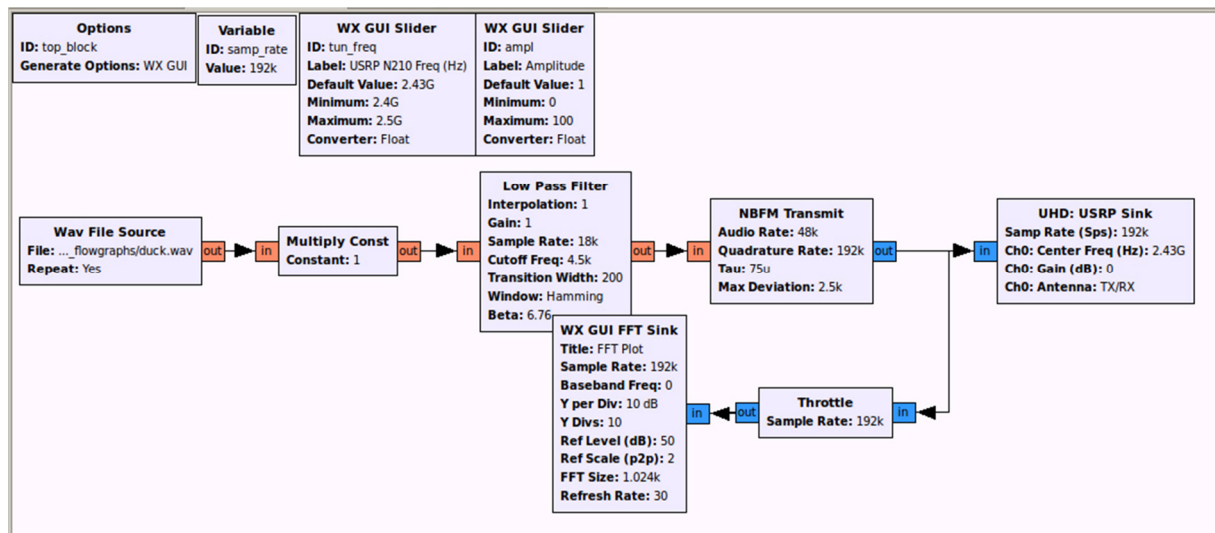 Options
ID: top_block
Generate Options: WX GUI
Variable
ID: samp_rate
Value: 192k
WX GUI Slider
ID: tun_freq
Label: USRP N210 Freq (Hz)
Default Value: 2.43G
Minimum: 2.4G
Maximum: 2.5G
Converter: Float
WX GUI Slider
ID: ampl
Label: Amplitude
Default Value: 1
Minimum: 0
Maximum: 100
Converter: Float
Wav File Source
File: ..._flowgraphs/duck.wav
Repeat: Yes
out
in
Multiply Const
Constant: 1
out
in
Low Pass Filter
Interpolation: 1
Gain: 1
Sample Rate: 18k
Cutoff Freq: 4.5k
Transition Width: 200
Window: Hamming
Beta: 6.76
out
in
NBFM Transmit
Audio Rate: 48k
Quadrature Rate: 192k
Tau: 75u
Max Deviation: 2.5k
out
in
UHD: USRP Sink
Samp Rate (Sps): 192k
Ch0: Center Freq (Hz): 2.43G
Ch0: Gain (dB): 0
Ch0: Antenna: TX/RX
WX GUI FFT Sink
Title: FFT Plot
Sample Rate: 192k
Baseband Freq: 0
Y per Div: 10 dB
Y Divs: 10
Ref Level (dB): 50
Ref Scale (p2p): 2
FFT Size: 1.024k
Refresh Rate: 30
in
out
Throttle
Sample Rate: 192k
in